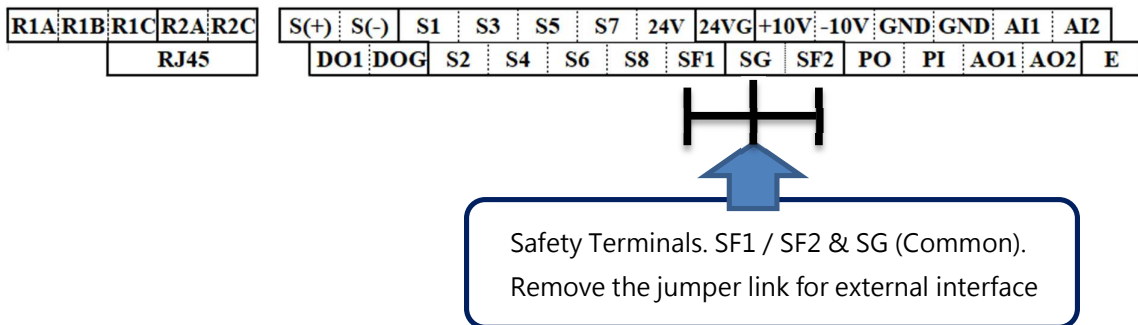 R1A R1B R1C R2A R2C S(+) S(-) S1 S3 S5 S7 24V 24VG +10V -10V GND GND AI1 AI2
RJ45 DO1 DOG S2 S4 S6 S8 SF1 SG SF2 PO PI AO1 AO2 E
Safety Terminals. SF1 / SF2 & SG (Common).
Remove the jumper link for external interface